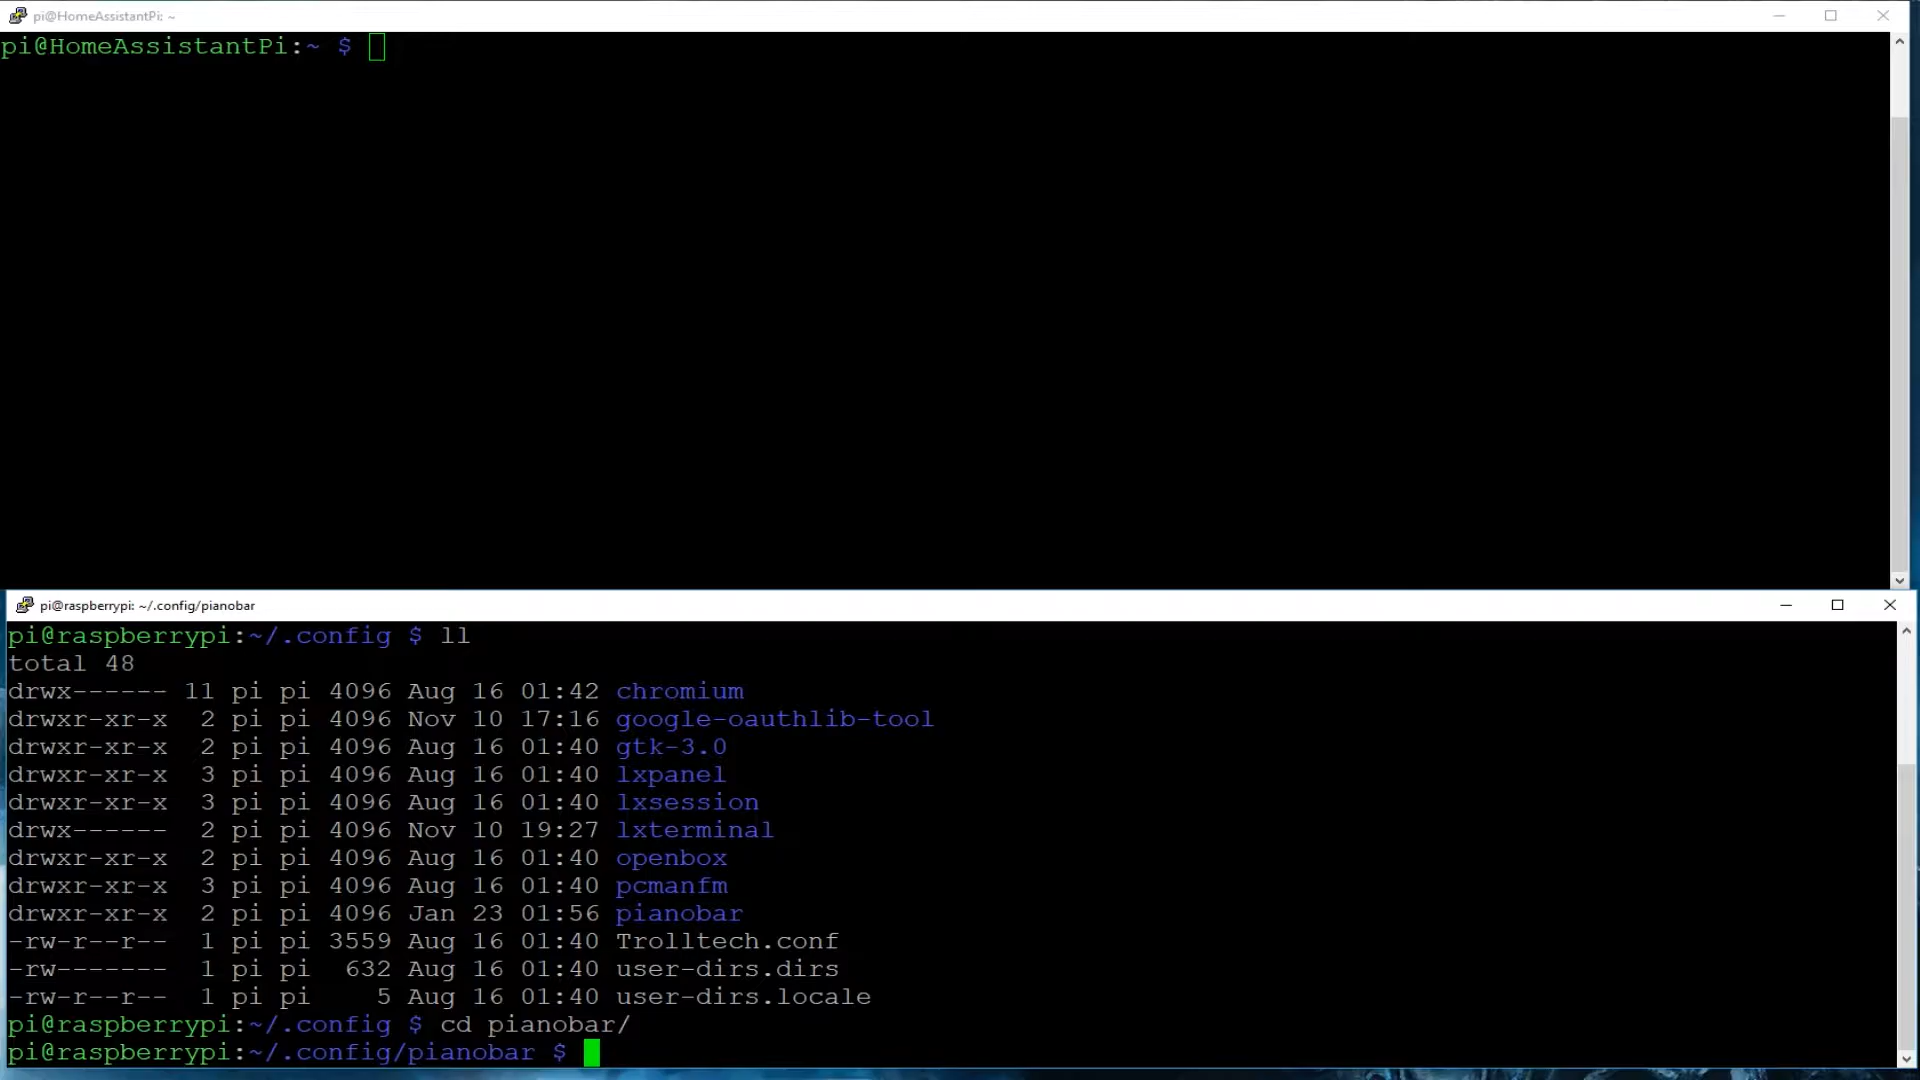 pi@HomeAssistantPi: ~
pi@HomeAssistantPi:~ $
pi@raspberrypi: ~/.config/pianobar
pi@raspberrypi:~/.config $ ll
total 48
drwx------ 11 pi pi 4096 Aug 16 01:42 chromium
drwxr-xr-x  2 pi pi 4096 Nov 10 17:16 google-oauthlib-tool
drwxr-xr-x  2 pi pi 4096 Aug 16 01:40 gtk-3.0
drwxr-xr-x  3 pi pi 4096 Aug 16 01:40 lxpanel
drwxr-xr-x  3 pi pi 4096 Aug 16 01:40 lxsession
drwx------  2 pi pi 4096 Nov 10 19:27 lxterminal
drwxr-xr-x  2 pi pi 4096 Aug 16 01:40 openbox
drwxr-xr-x  3 pi pi 4096 Aug 16 01:40 pcmanfm
drwxr-xr-x  2 pi pi 4096 Jan 23 01:56 pianobar
-rw-r--r--  1 pi pi 3559 Aug 16 01:40 Trolltech.conf
-rw-------  1 pi pi  632 Aug 16 01:40 user-dirs.dirs
-rw-r--r--  1 pi pi    5 Aug 16 01:40 user-dirs.locale
pi@raspberrypi:~/.config $ cd pianobar/
pi@raspberrypi:~/.config/pianobar $